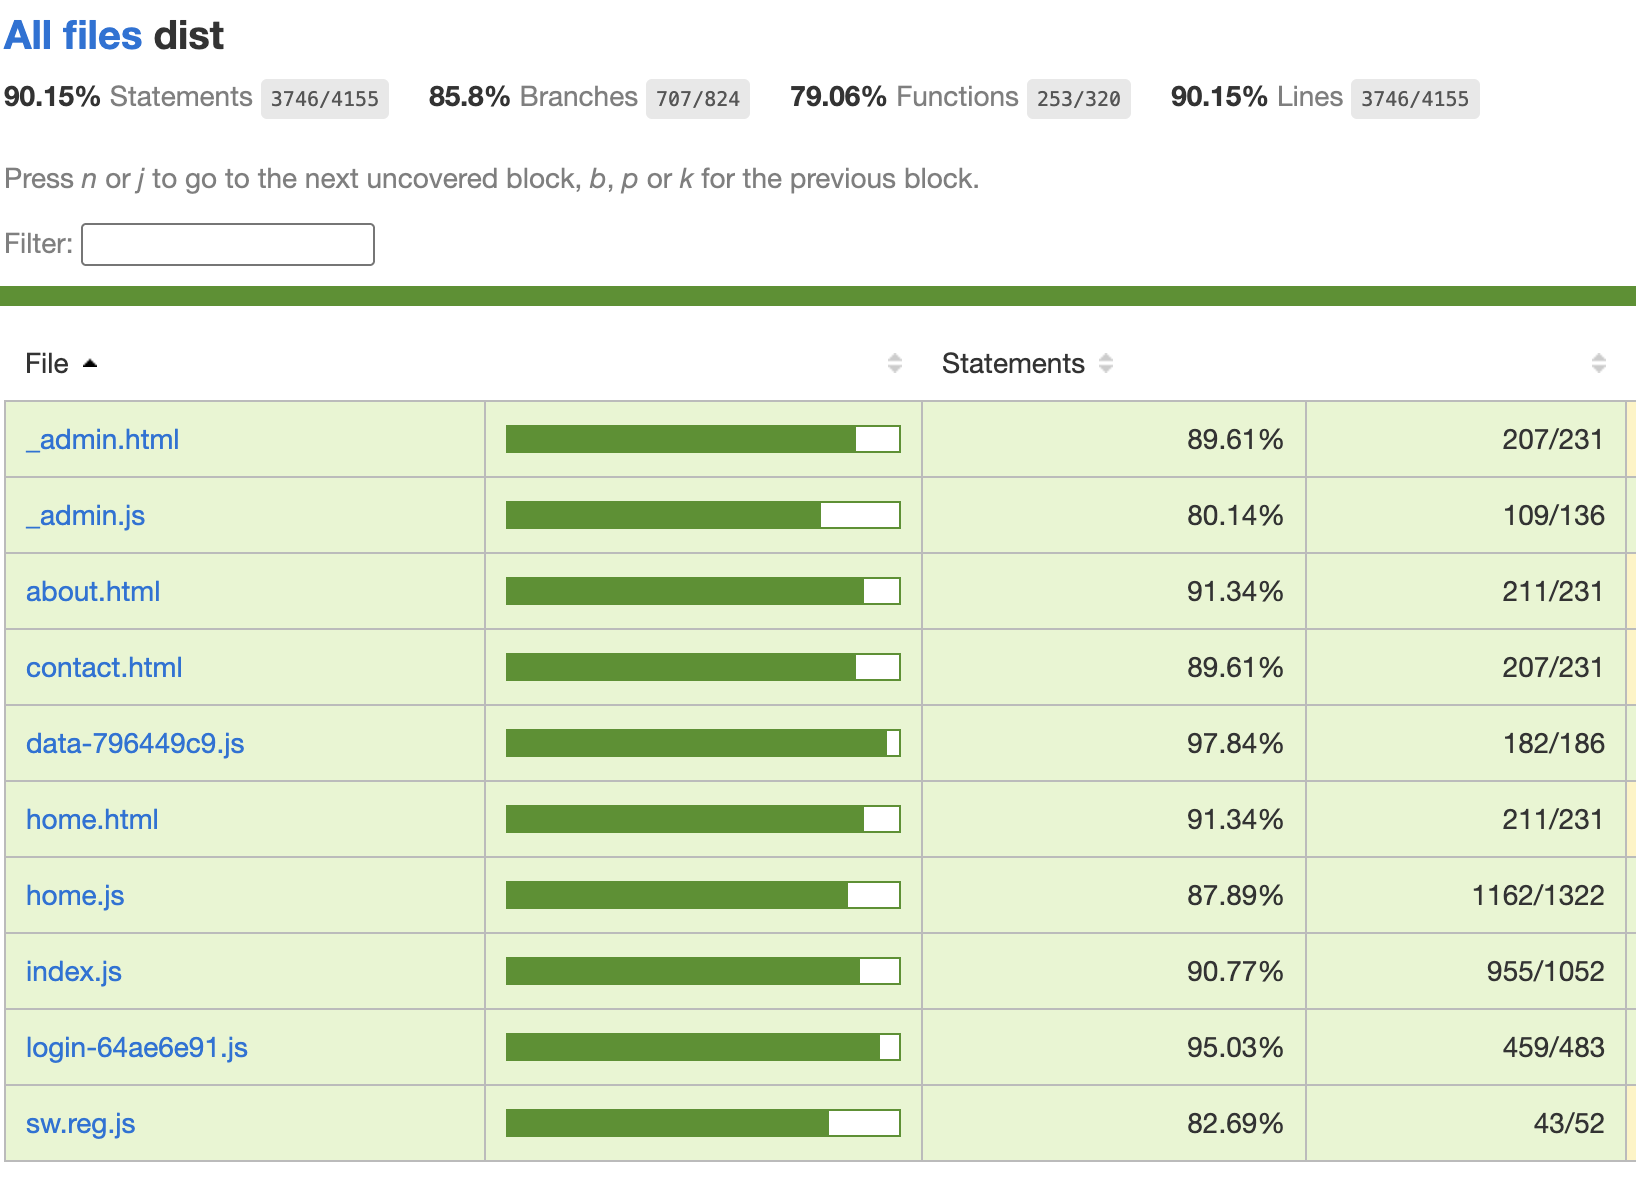 All files dist
90.15% Statements 3746/4155 85.8% Branches 707/824 79.06% Functions 253/320 90.15% Lines 3746/4155
Press n or j to go to the next uncovered block, b, p or k for the previous block.
Filter:
File Statements
_admin.html 89.61% 207/231
_admin.js 80.14% 109/136
about.html 91.34% 211/231
contact.html 89.61% 207/231
data-796449c9.js 97.84% 182/186
home.html 91.34% 211/231
home.js 87.89% 1162/1322
index.js 90.77% 955/1052
login-64ae6e91.js 95.03% 459/483
sw.reg.js 82.69% 43/52